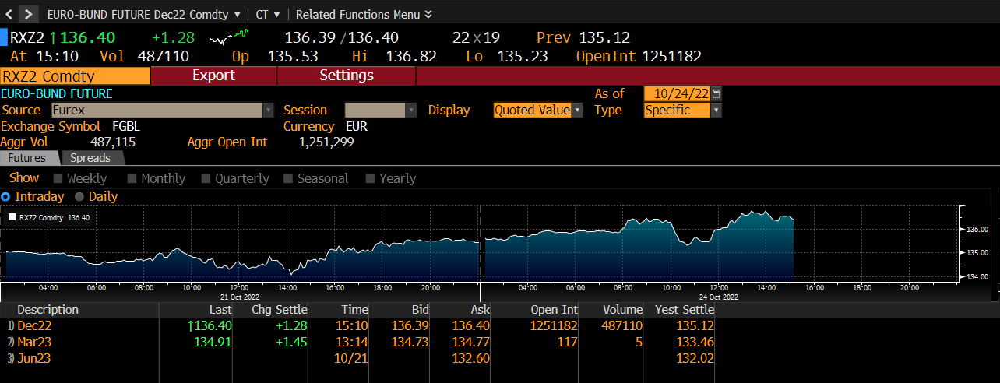 EURO-BUND FUTURE Dec22 Comdty CT Related Functions Menu
RXZ2 ↑136.40 +1.28 136.39 /136.40 22 x 19 Prev 135.12
At 15:10 Vol 487110 Op 135.53 Hi 136.82 Lo 135.23 OpenInt 1251182
RXZ2 Comdty Export Settings
EURO-BUND FUTURE As of 10/24/22
Source Eurex Session Display Quoted Value Type Specific
Exchange Symbol FGBL Currency EUR
Aggr Vol 487,115 Aggr Open Int 1,251,299
Futures Spreads
Show Weekly Monthly Quarterly Seasonal Yearly
Intraday Daily
RXZ2 Comdty 136.40
136.00
135.00
134.00
04:00 06:00 08:00 10:00 12:00 14:00 16:00 18:00 20:00 22:00 04:00 06:00 08:00 10:00 12:00 14:00 16:00 18:00 20:00
21 Oct 2022 24 Oct 2022
Description Last Chg Settle Time Bid Ask Open Int Volume Yest Settle
1) Dec22 ↑136.40 +1.28 15:10 136.39 136.40 1251182 487110 135.12
2) Mar23 134.91 +1.45 13:14 134.73 134.77 117 5 133.46
3) Jun23 10/21 132.60 132.02